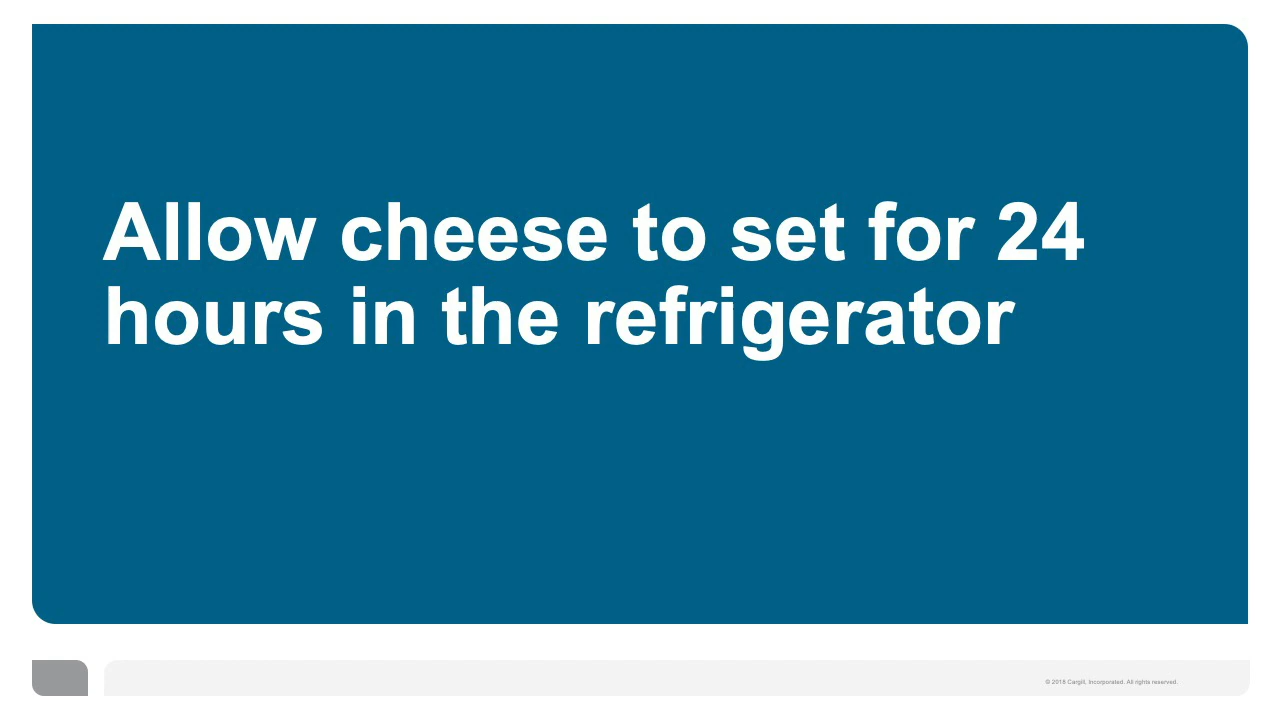 Allow cheese to set for 24
hours in the refrigerator
© 2018 Cargill, Incorporated. All rights reserved.